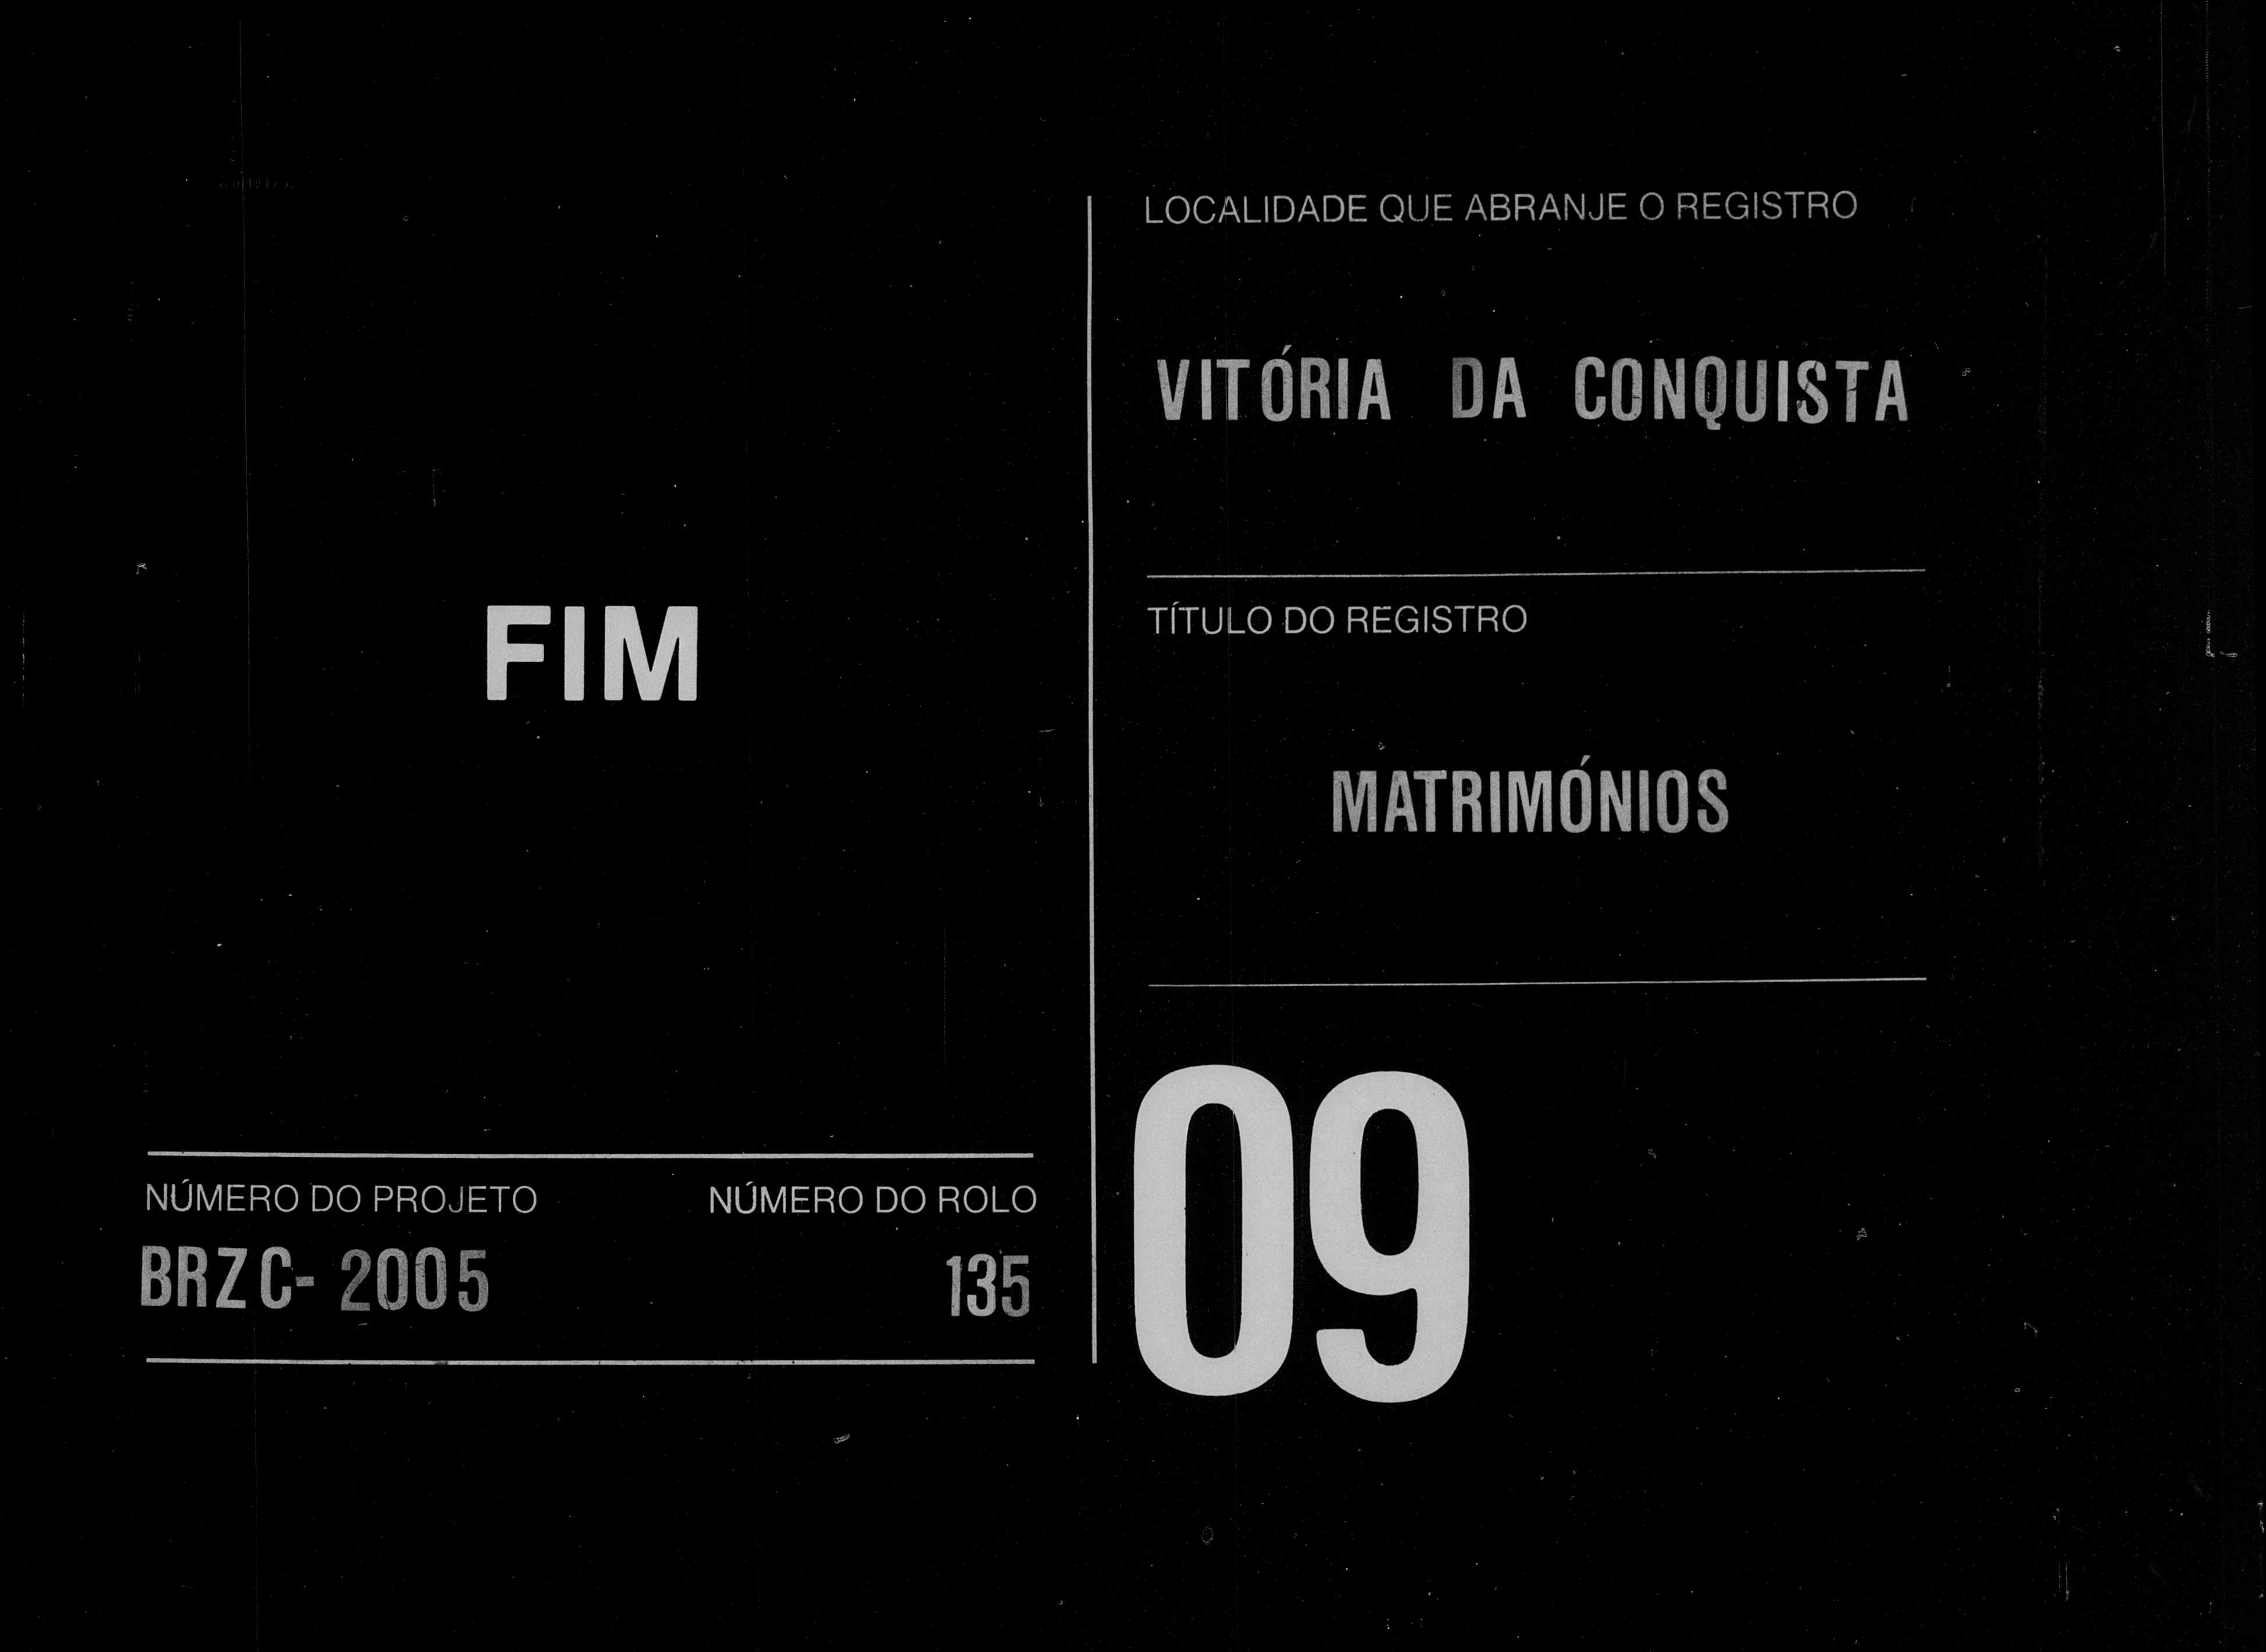 FIM
NÚMERO DO PROJETO
BRZC- 2005
NÚMERO DO ROLO
135
LOCALIDADE QUE ABRANJE O REGISTRO
VITÓRIA DA CONQUISTA
TÍTULO DO REGISTRO
MATRIMÓNIOS
09